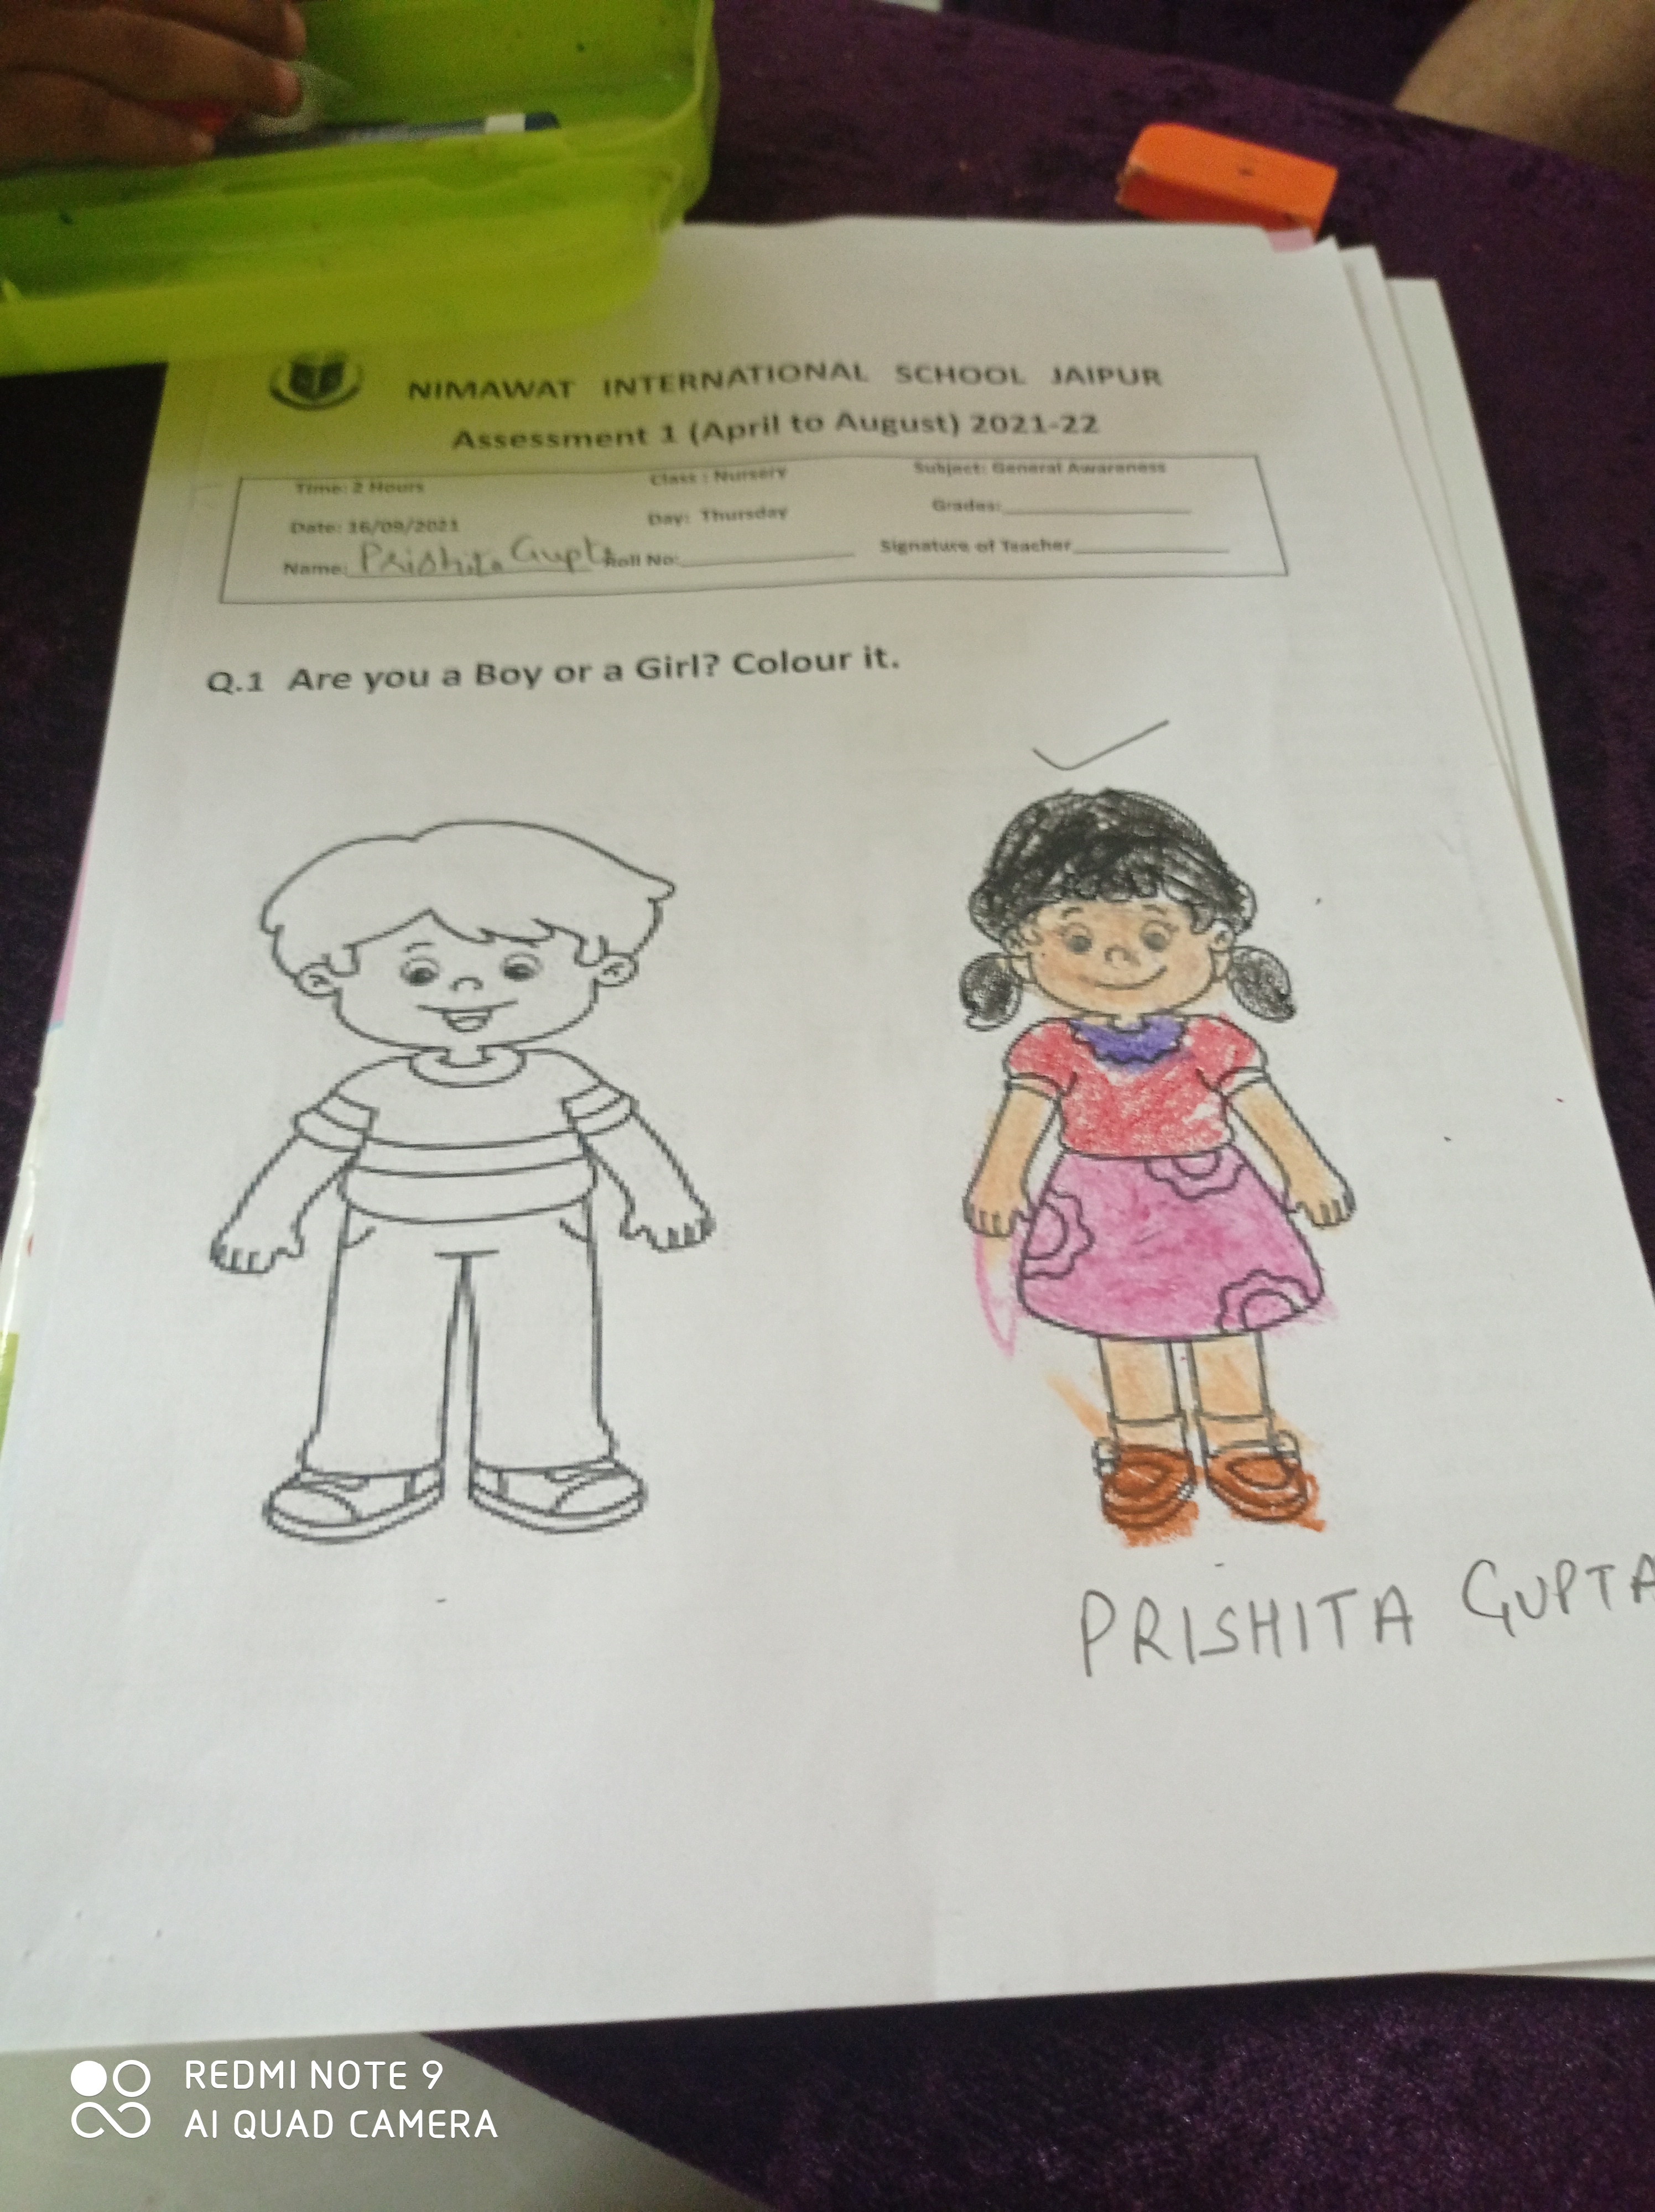 NIMAWAT INTERNATIONAL SCHOOL JAIPUR
Assessment 1 (April to August) 2021-22
Time: 2 Hours Class : Nursery Subject: General Awareness
Date: 16/09/2021 Day: Thursday Grades:
Name: Prishita Gupta Roll No: Signature of Teacher
Q.1 Are you a Boy or a Girl? Colour it.
PRISHITA GUPTA
REDMI NOTE 9
AI QUAD CAMERA